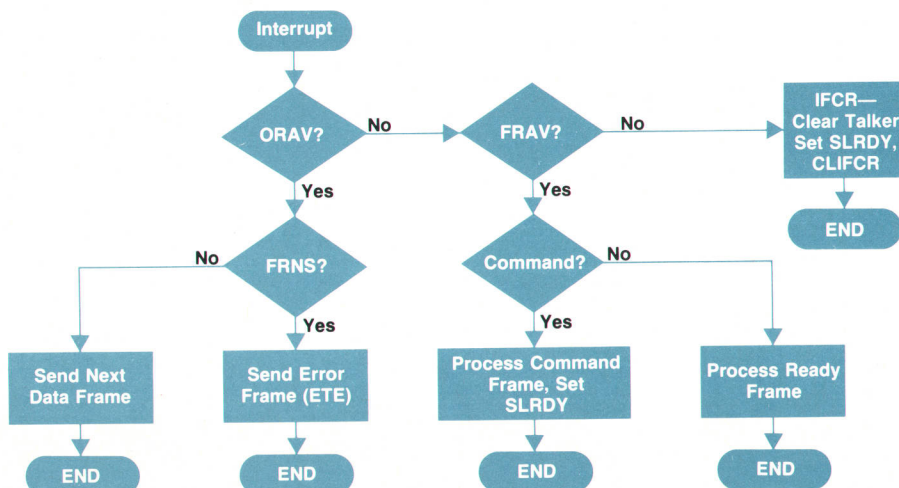 Interrupt
ORAV?
No
FRAV?
No
IFCR—
Clear Talker
Set SLRDY,
CLIFCR
Yes
Yes
END
No
FRNS?
Command?
No
Yes
Yes
Send Next
Data Frame
Send Error
Frame (ETE)
Process Command
Frame, Set
SLRDY
Process Ready
Frame
END
END
END
END